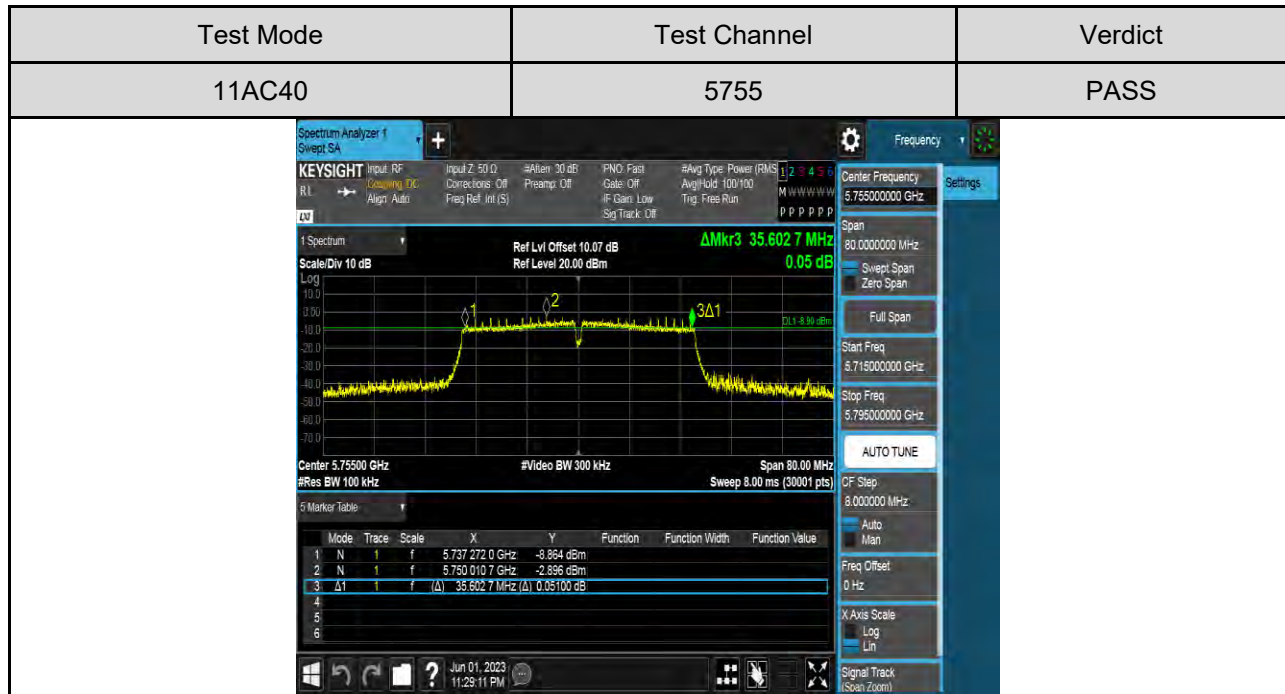 Test Mode Test Channel Verdict
11AC40 5755 PASS
Spectrum Analyzer 1
Swept SA
+
Frequency
KEYSIGHT Input: RF Input Z: 50 Ω #Atten: 30 dB PNO: Fast #Avg Type: Power (RMS 1 2 3 4 5 6
RL Coupling: DC Corrections: Off Preamp: Off Gate: Off Avg|Hold: 100/100 M W W W W W
Align: Auto Freq Ref: Int (S) IF Gain: Low Trig: Free Run
LXI Sig Track: Off P P P P P P
Center Frequency
5.755000000 GHz
Settings
1 Spectrum
Ref Lvl Offset 10.07 dB
ΔMkr3 35.602 7 MHz
Scale/Div 10 dB
Ref Level 20.00 dBm
0.05 dB
Log
10.0
0.00
-10.0
-20.0
-30.0
-40.0
-50.0
-60.0
-70.0
1
2
3Δ1
DL1 -8.90 dBm
Center 5.75500 GHz #Video BW 300 kHz Span 80.00 MHz
#Res BW 100 kHz Sweep 8.00 ms (30001 pts)
Span
80.0000000 MHz
Swept Span
Zero Span
Full Span
Start Freq
5.715000000 GHz
Stop Freq
5.795000000 GHz
AUTO TUNE
CF Step
8.000000 MHz
Auto
Man
Freq Offset
0 Hz
X Axis Scale
Log
Lin
Signal Track
(Span Zoom)
5 Marker Table
Mode Trace Scale X Y Function Function Width Function Value
1 N 1 f 5.737 272 0 GHz -8.864 dBm
2 N 1 f 5.750 010 7 GHz -2.896 dBm
3 Δ1 1 f (Δ) 35.602 7 MHz (Δ) 0.05100 dB
4
5
6
?
Jun 01, 2023
11:29:11 PM